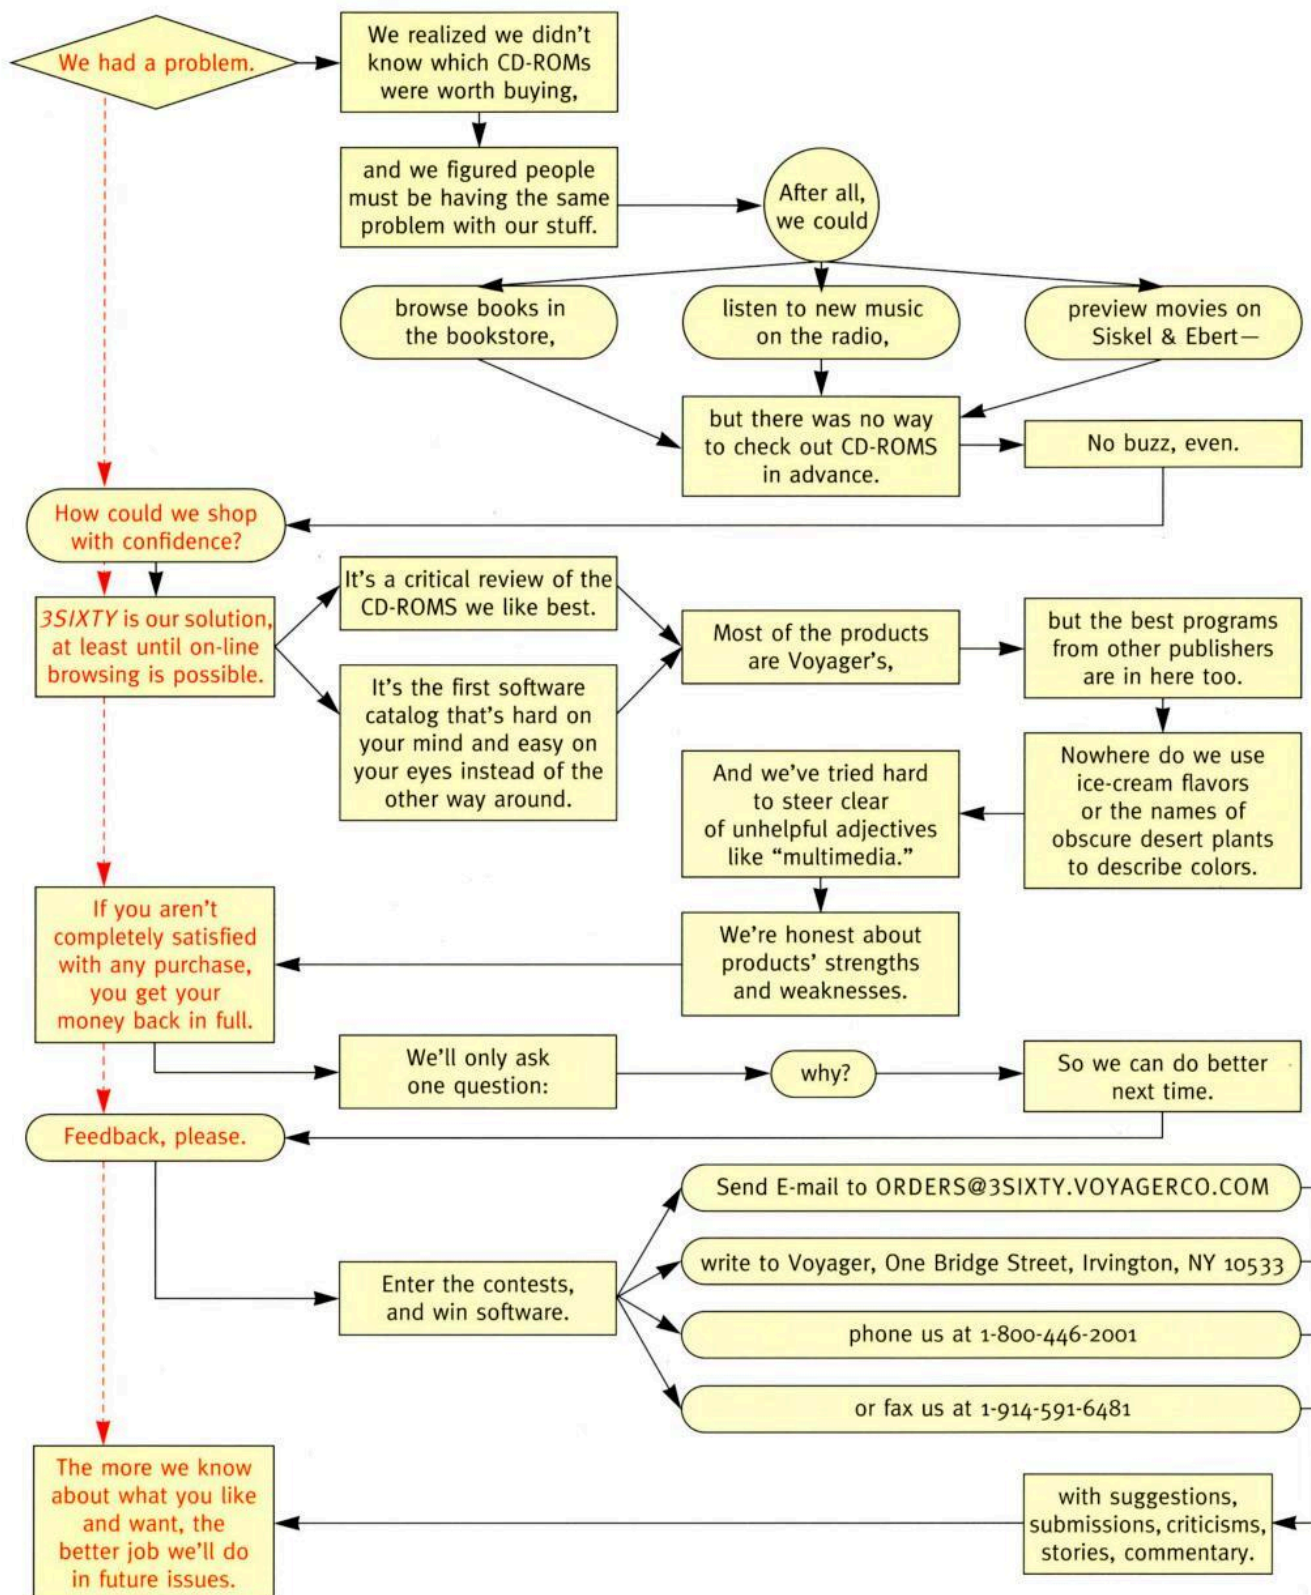 We had a problem.
We realized we didn't
know which CD-ROMs
were worth buying,
and we figured people
must be having the same
problem with our stuff.
After all,
we could
browse books in
the bookstore,
listen to new music
on the radio,
preview movies on
Siskel & Ebert—
but there was no way
to check out CD-ROMS
in advance.
No buzz, even.
How could we shop
with confidence?
3SIXTY is our solution,
at least until on-line
browsing is possible.
It's a critical review of the
CD-ROMS we like best.
It's the first software
catalog that's hard on
your mind and easy on
your eyes instead of the
other way around.
Most of the products
are Voyager's,
but the best programs
from other publishers
are in here too.
Nowhere do we use
ice-cream flavors
or the names of
obscure desert plants
to describe colors.
And we've tried hard
to steer clear
of unhelpful adjectives
like “multimedia.”
We're honest about
products’ strengths
and weaknesses.
If you aren't
completely satisfied
with any purchase,
you get your
money back in full.
We'll only ask
one question:
why?
So we can do better
next time.
Feedback, please.
Enter the contests,
and win software.
Send E-mail to ORDERS@3SIXTY.VOYAGERCO.COM
write to Voyager, One Bridge Street, Irvington, NY 10533
phone us at 1-800-446-2001
or fax us at 1-914-591-6481
with suggestions,
submissions, criticisms,
stories, commentary.
The more we know
about what you like
and want, the
better job we'll do
in future issues.